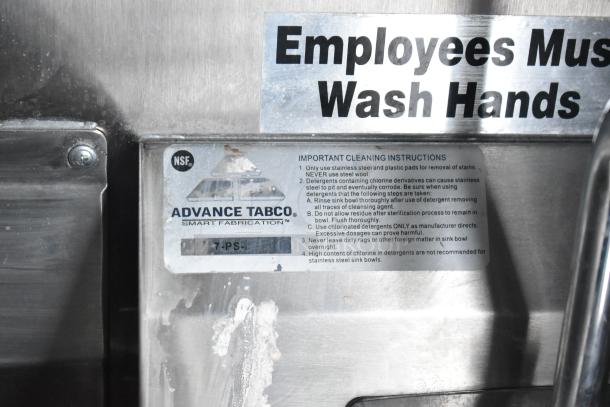 Employees Mus
Wash Hands
NSF
ADVANCE TABCO®
SMART FABRICATION™
7-PS-
IMPORTANT CLEANING INSTRUCTIONS
1. Only use stainless steel and plastic pads for removal of stains.
NEVER use steel wool
2. Detergents containing chlorine derivatives can cause stainless
steel to pit and eventually corrode. Be sure when using
detergents that the following steps are taken:
A. Rinse sink bowl thoroughly after use of detergent removing
all traces of cleansing agent.
B. Do not allow residue after sterilization process to remain in
bowl. Flush thoroughly.
C. Use chlorinated detergents ONLY as manufacturer directs.
Excessive dosages can prove harmful.
3. Never leave dirty rags or other foreign matter in sink bowl
overnight.
4. High content of chlorine in detergents are not recommended for
stainless steel sink bowls.